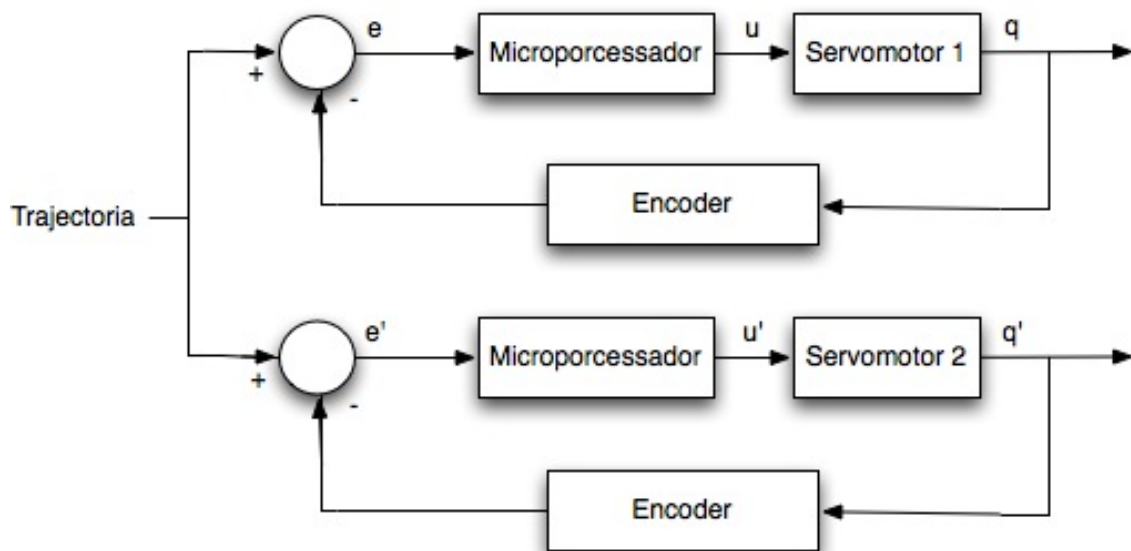 e
Microporcessador
u
Servomotor 1
q
+
-
Encoder
Trajectoria
e'
Microporcessador
u'
Servomotor 2
q'
+
-
Encoder